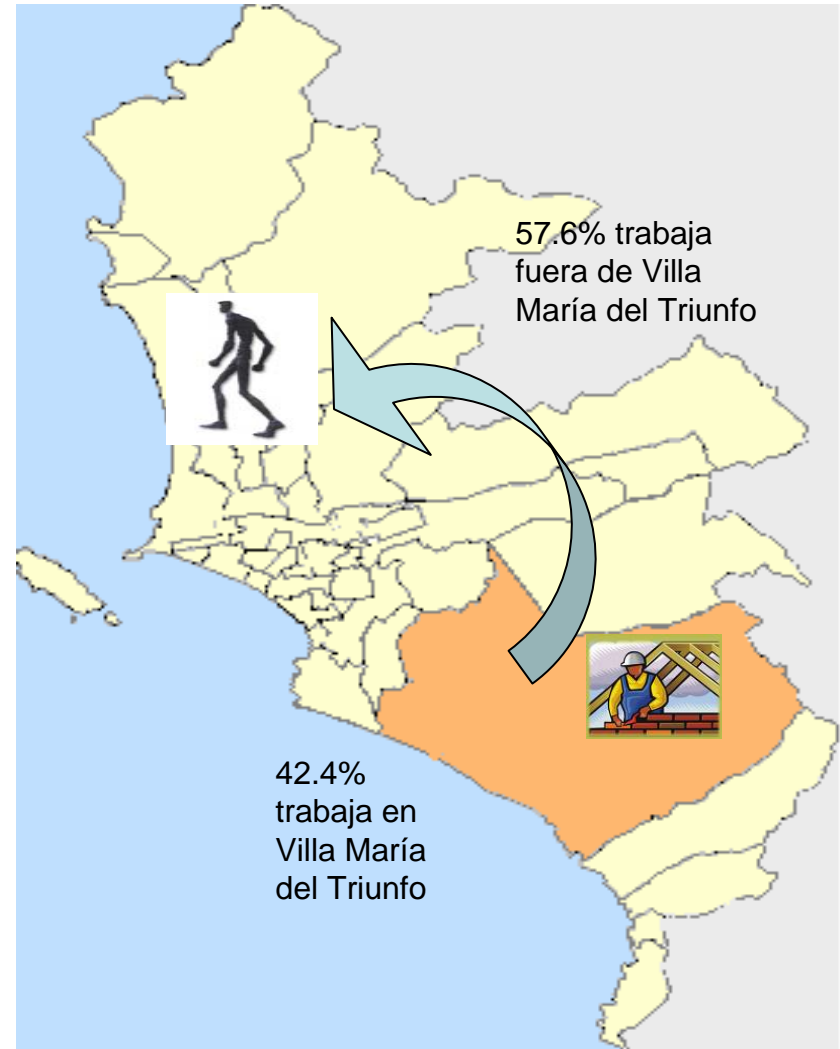 57.6% trabaja
fuera de Villa
María del Triunfo
42.4%
trabaja en
Villa María
del Triunfo